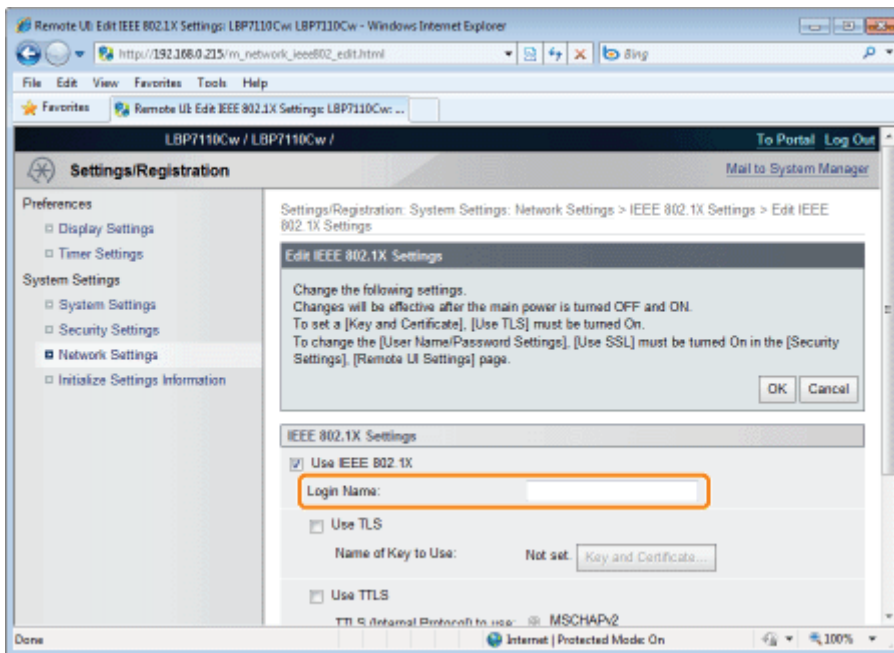 Remote UI: Edit IEEE 802.1X Settings: LBP7110Cw: LBP7110Cw - Windows Internet Explorer
http://192.168.0.215/m_network_ieee802_edit.html
Bing
File Edit View Favorites Tools Help
Favorites Remote UI: Edit IEEE 802.1X Settings: LBP7110Cw: ...
LBP7110Cw / LBP7110Cw / To Portal Log Out
Settings/Registration Mail to System Manager
Preferences
Display Settings
Timer Settings
System Settings
System Settings
Security Settings
Network Settings
Initialize Settings Information
Settings/Registration: System Settings: Network Settings > IEEE 802.1X Settings > Edit IEEE
802.1X Settings
Edit IEEE 802.1X Settings
Change the following settings.
Changes will be effective after the main power is turned OFF and ON.
To set a [Key and Certificate], [Use TLS] must be turned On.
To change the [User Name/Password Settings], [Use SSL] must be turned On in the [Security
Settings], [Remote UI Settings] page.
OK Cancel
IEEE 802.1X Settings
Use IEEE 802.1X
Login Name:
Use TLS
Name of Key to Use: Not set. Key and Certificate...
Use TTLS
TTLS (Internal Protocol) to use: MSCHAPv2
Done Internet | Protected Mode: On 100%